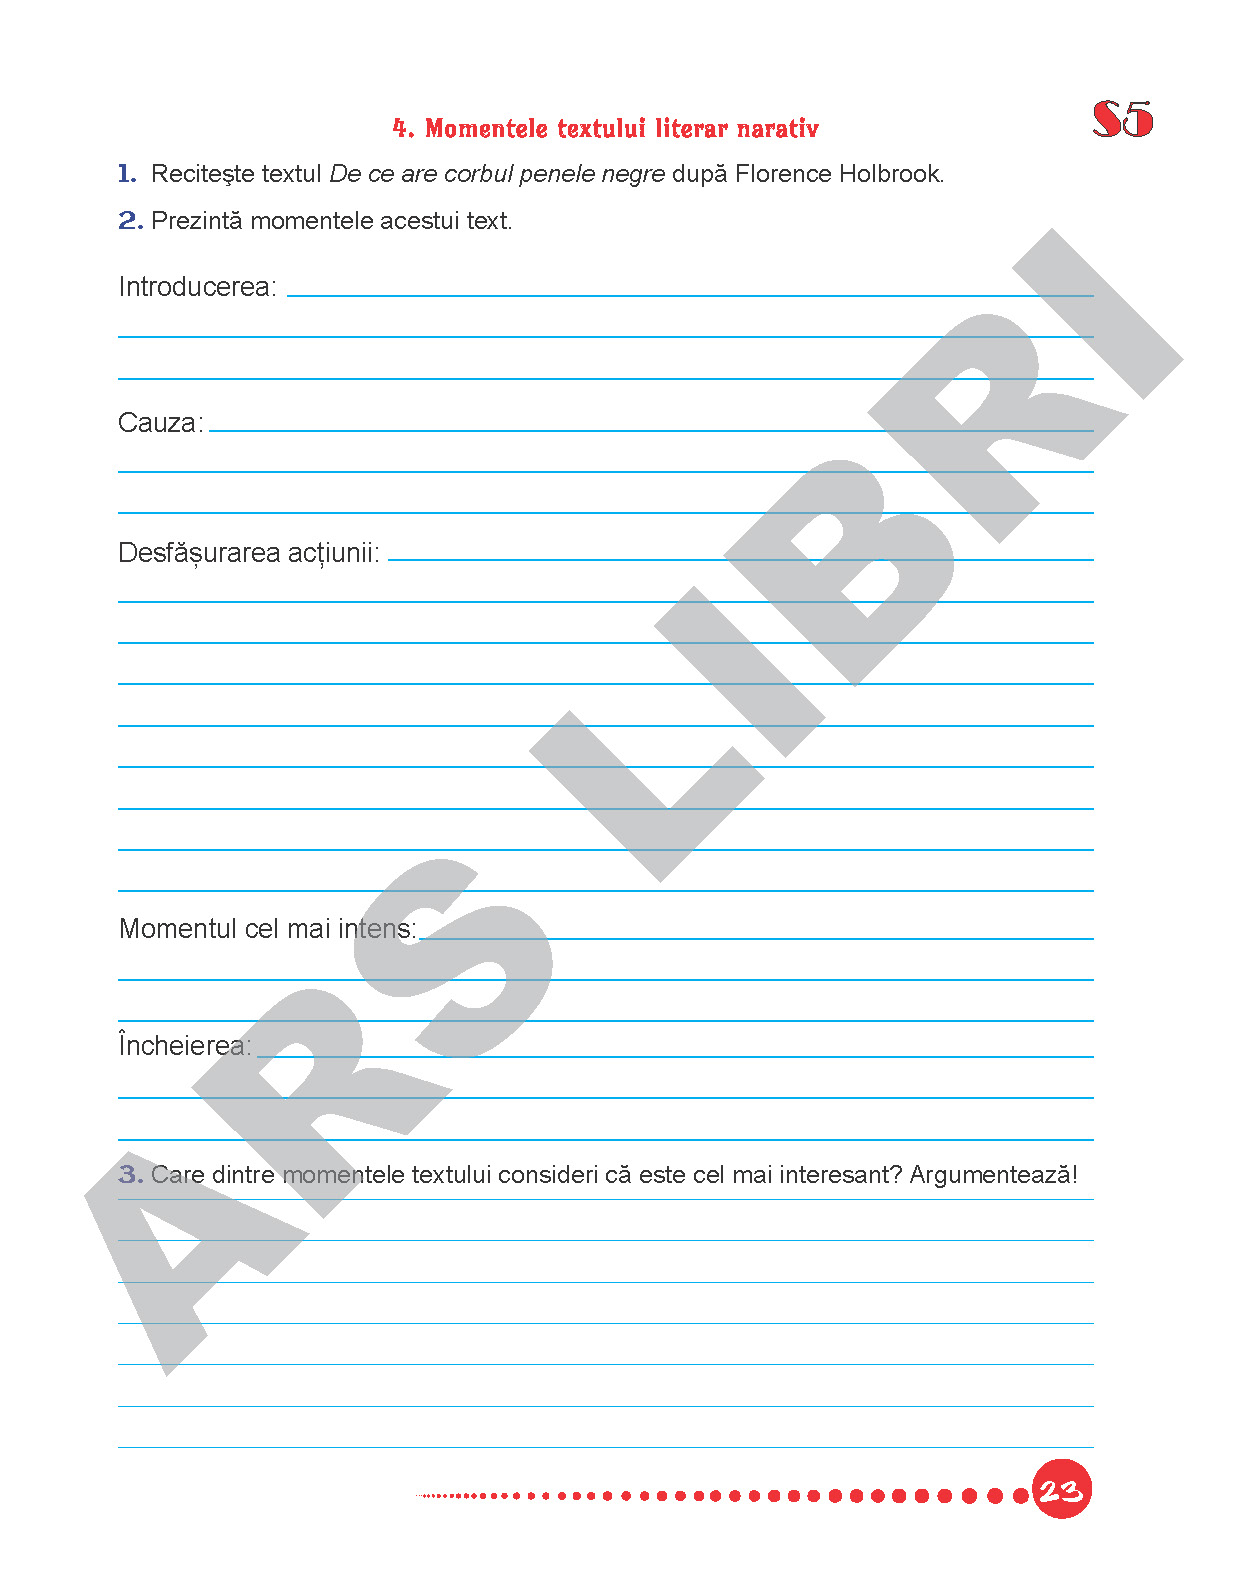 S5
4. Momentele textului literar narativ
1. Reciteşte textul De ce are corbul penele negre după Florence Holbrook.
2. Prezintă momentele acestui text.
Introducerea:
Cauza:
Desfășurarea acțiunii:
Momentul cel mai intens:
Încheierea:
3. Care dintre momentele textului consideri că este cel mai interesant? Argumentează!
ARS LIBRI
23